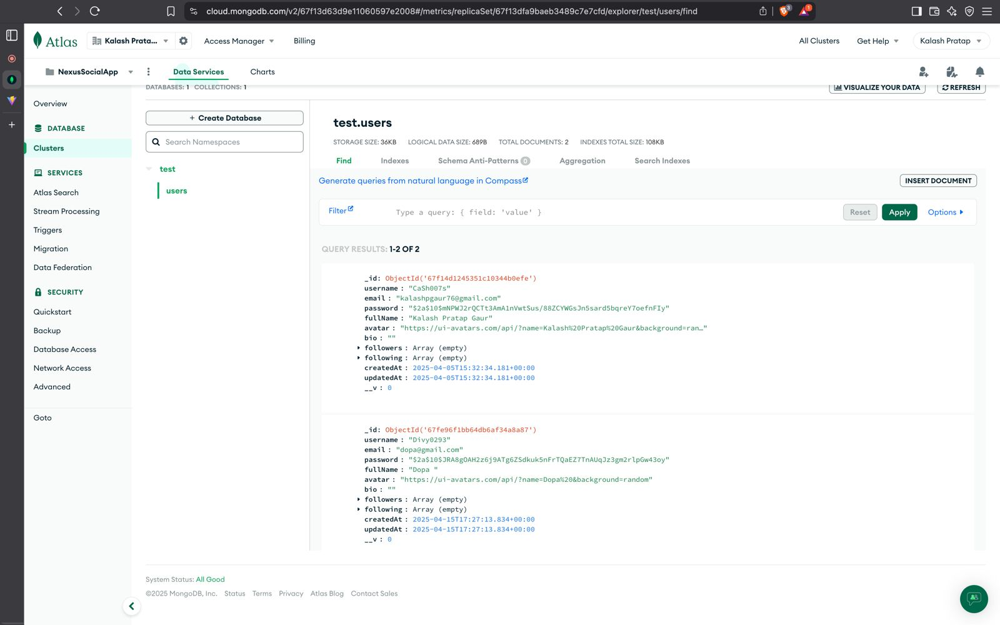 cloud.mongodb.com/v2/67f13d63d9e11060597e2008#/metrics/replicaSet/67f13dfa9baeb3489c7e7cfd/explorer/test/users/find
3
1
Atlas
Kalash Prata...
Access Manager
Billing
All Clusters
Get Help
Kalash Pratap
NexusSocialApp
Data Services
Charts
Overview
DATABASE
Clusters
SERVICES
Atlas Search
Stream Processing
Triggers
Migration
Data Federation
SECURITY
Quickstart
Backup
Database Access
Network Access
Advanced
Goto
DATABASES: 1 COLLECTIONS: 1
VISUALIZE YOUR DATA
REFRESH
+ Create Database
Search Namespaces
test
users
test.users
STORAGE SIZE: 36KB LOGICAL DATA SIZE: 689B TOTAL DOCUMENTS: 2 INDEXES TOTAL SIZE: 108KB
Find Indexes Schema Anti-Patterns 0 Aggregation Search Indexes
Generate queries from natural language in Compass
INSERT DOCUMENT
Filter
Type a query: { field: 'value' }
Reset
Apply
Options
QUERY RESULTS: 1-2 OF 2
_id: ObjectId('67f14d1245351c10344b0efe')
username : "CaSh007s"
email : "kalashpgaur76@gmail.com"
password : "$2a$10$mNPWJ2rQCTt3AmA1nVwtSus/88ZCYWGsJn5sard5bqreY7oefnFIy"
fullName : "Kalash Pratap Gaur"
avatar : "https://ui-avatars.com/api/?name=Kalash%20Pratap%20Gaur&background=ran…"
bio : ""
followers : Array (empty)
following : Array (empty)
createdAt : 2025-04-05T15:32:34.181+00:00
updatedAt : 2025-04-05T15:32:34.181+00:00
__v : 0
_id: ObjectId('67fe96f1bb64db6af34a8a87')
username : "Divy0293"
email : "dopa@gmail.com"
password : "$2a$10$JRA8gOAH2z6j9ATg6ZSdkuk5nFrTQaEZ7TnAUqJz3gm2rlpGw43oy"
fullName : "Dopa "
avatar : "https://ui-avatars.com/api/?name=Dopa%20&background=random"
bio : ""
followers : Array (empty)
following : Array (empty)
createdAt : 2025-04-15T17:27:13.834+00:00
updatedAt : 2025-04-15T17:27:13.834+00:00
__v : 0
System Status: All Good
©2025 MongoDB, Inc. Status Terms Privacy Atlas Blog Contact Sales